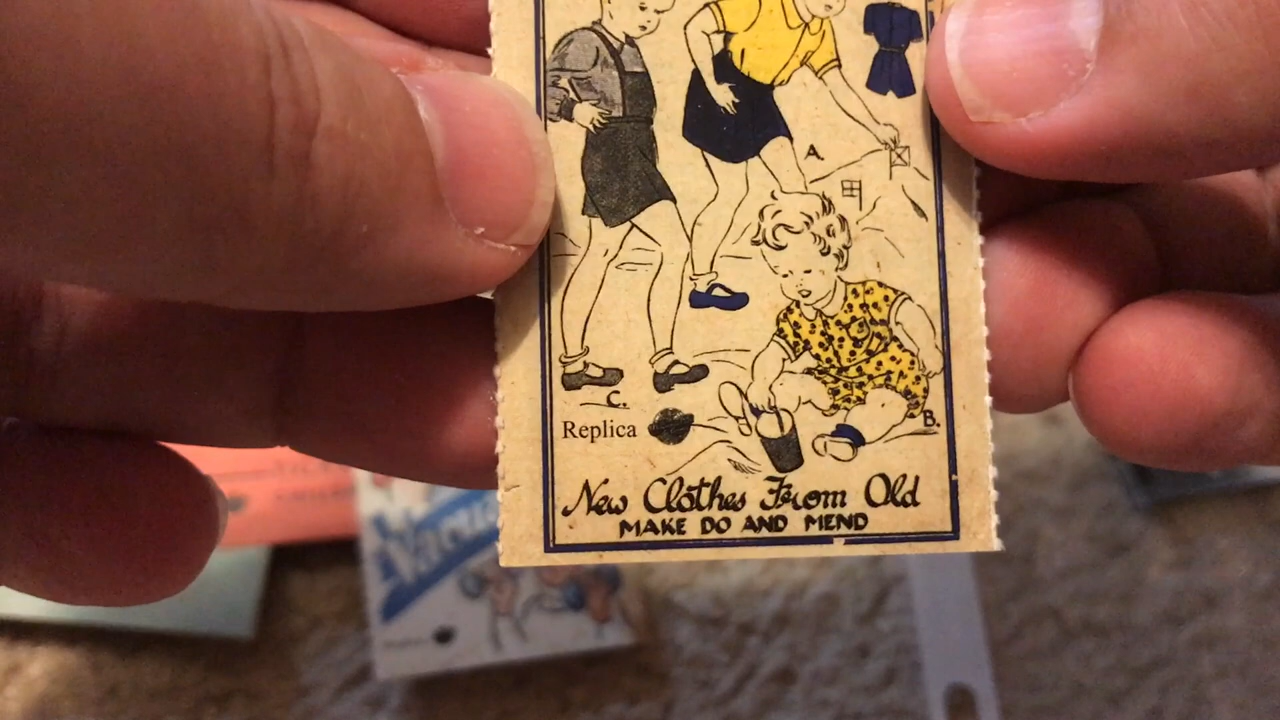 A
C.
Replica
B.
New Clothes From Old
MAKE DO AND MEND